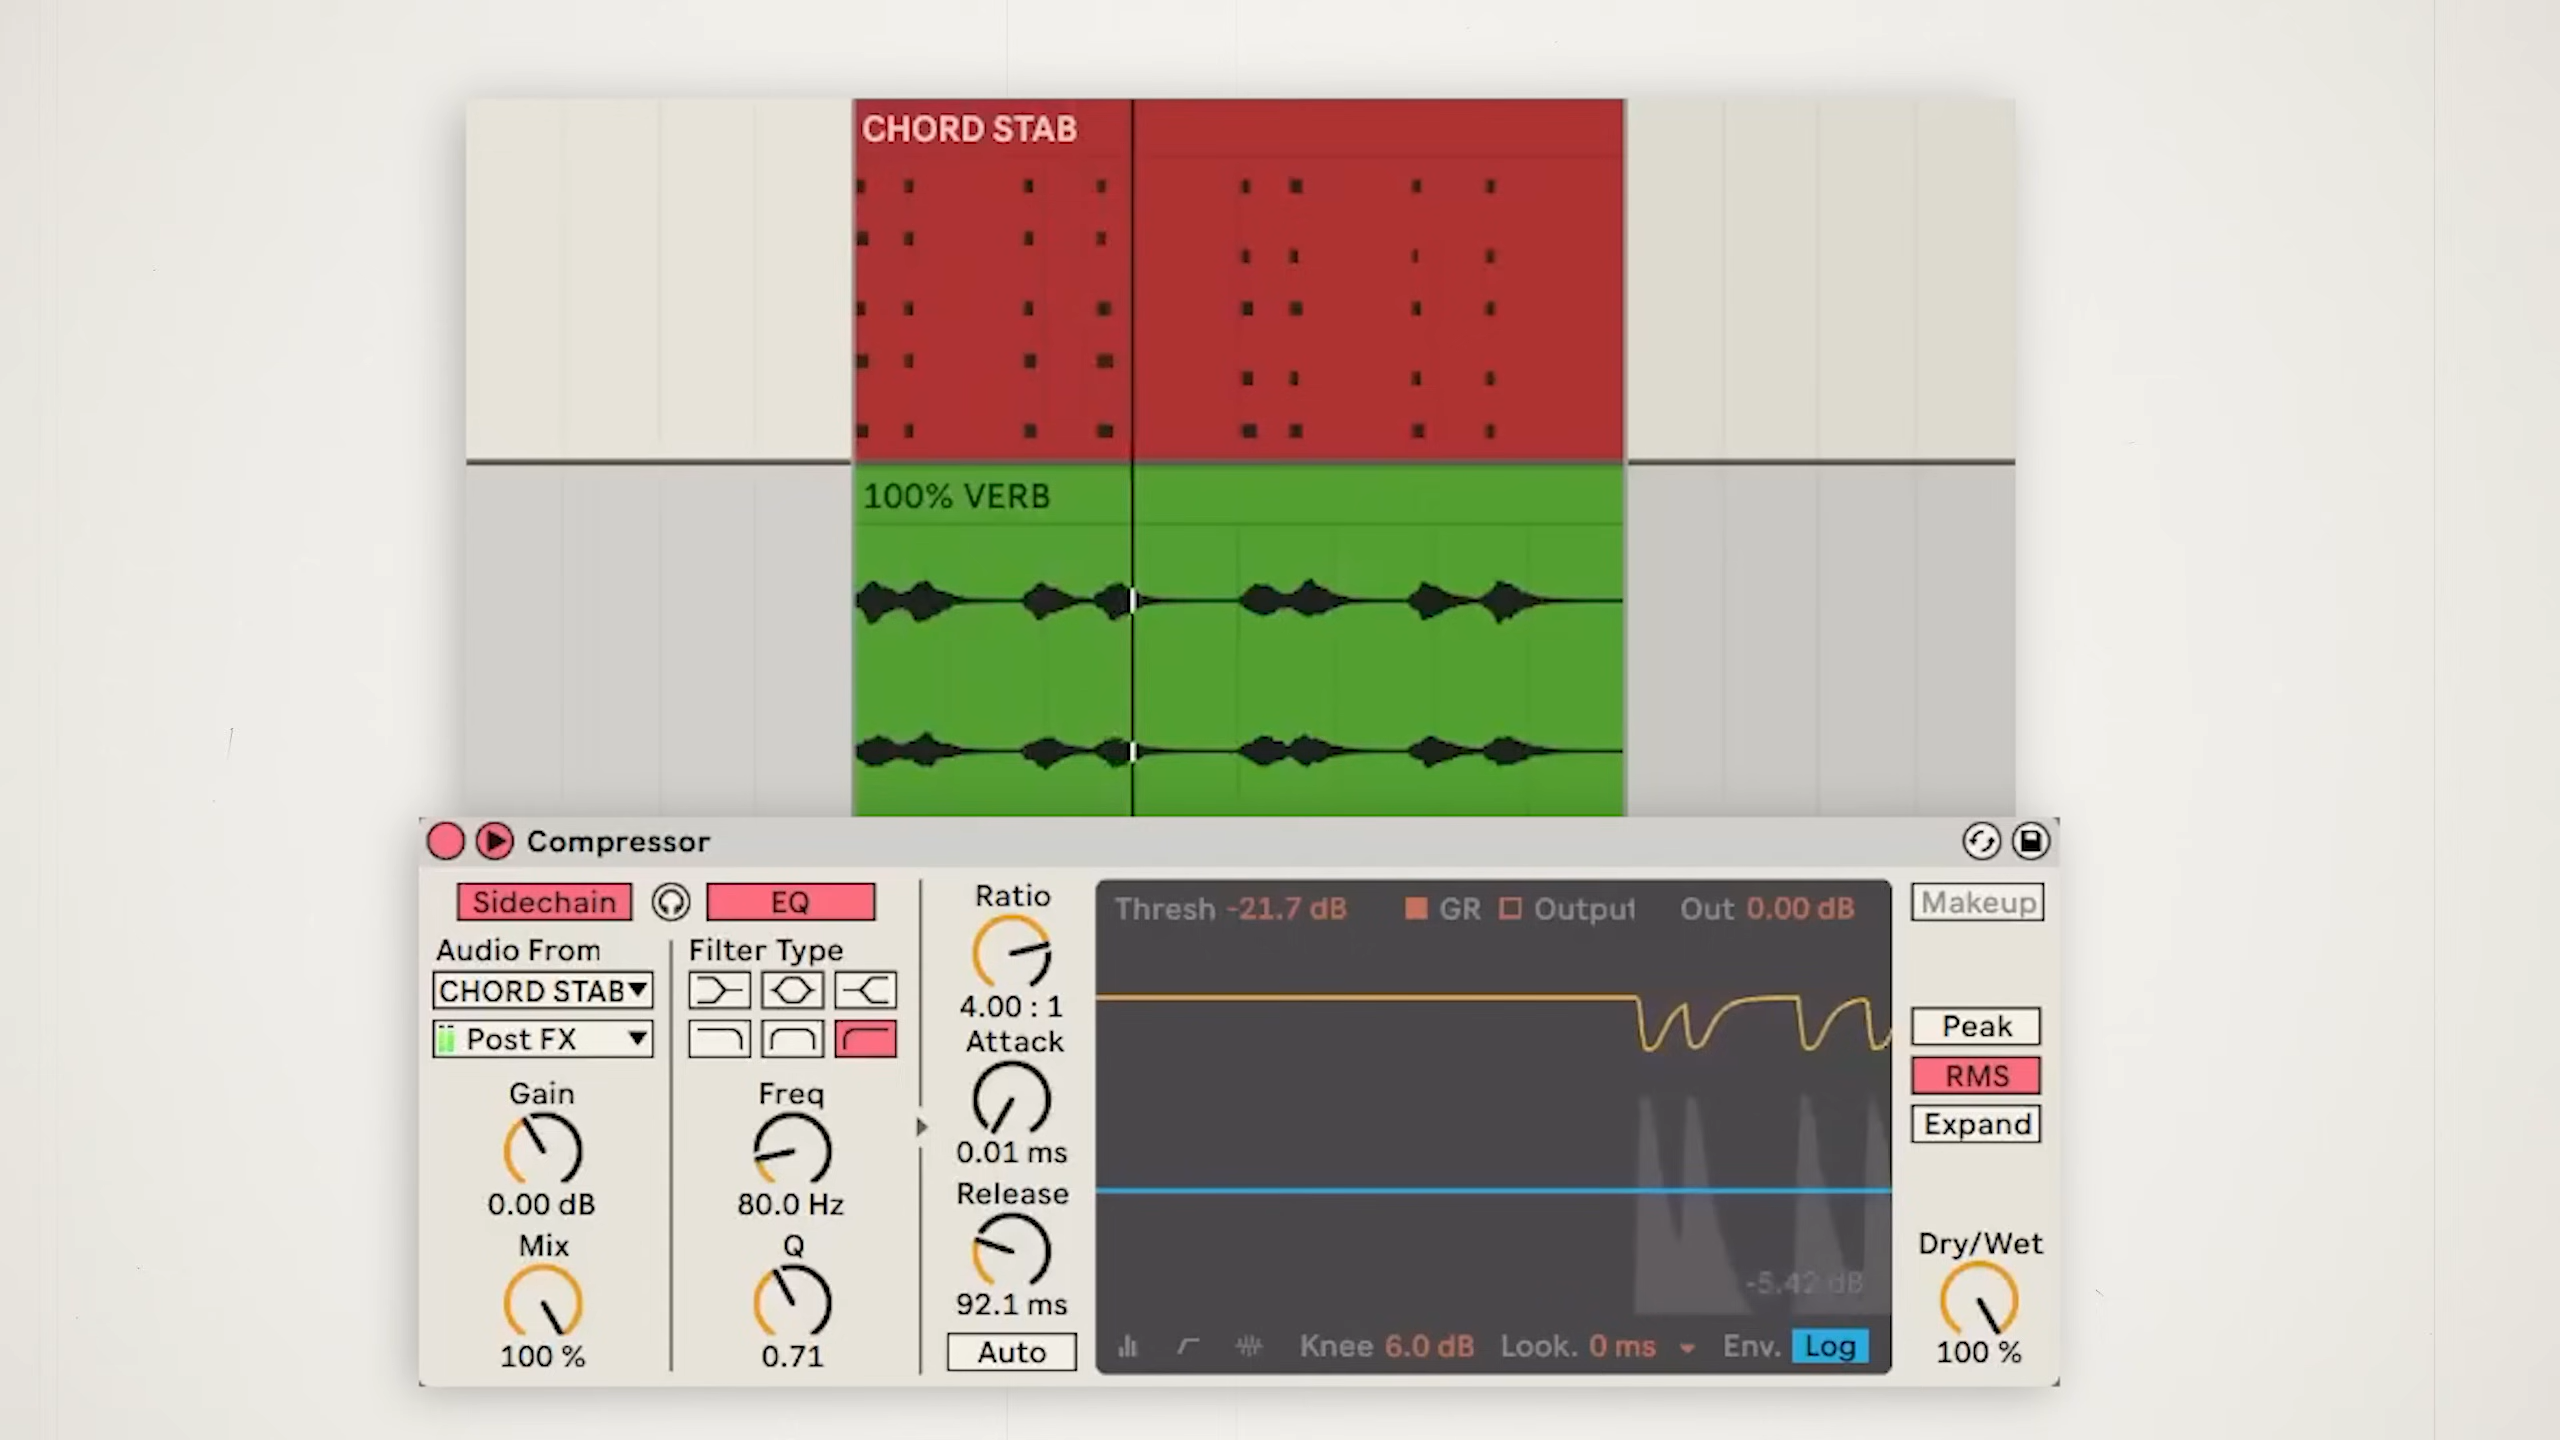 CHORD STAB
100% VERB
Compressor
Sidechain
EQ
Audio From
CHORD STAB
Post FX
Gain
0.00 dB
Mix
100 %
Filter Type
Freq
80.0 Hz
Q
0.71
Ratio
4.00 : 1
Attack
0.01 ms
Release
92.1 ms
Auto
Thresh -21.7 dB GR Output Out 0.00 dB
-5.42 dB
Knee 6.0 dB Look. 0 ms Env. Log
Makeup
Peak
RMS
Expand
Dry/Wet
100 %